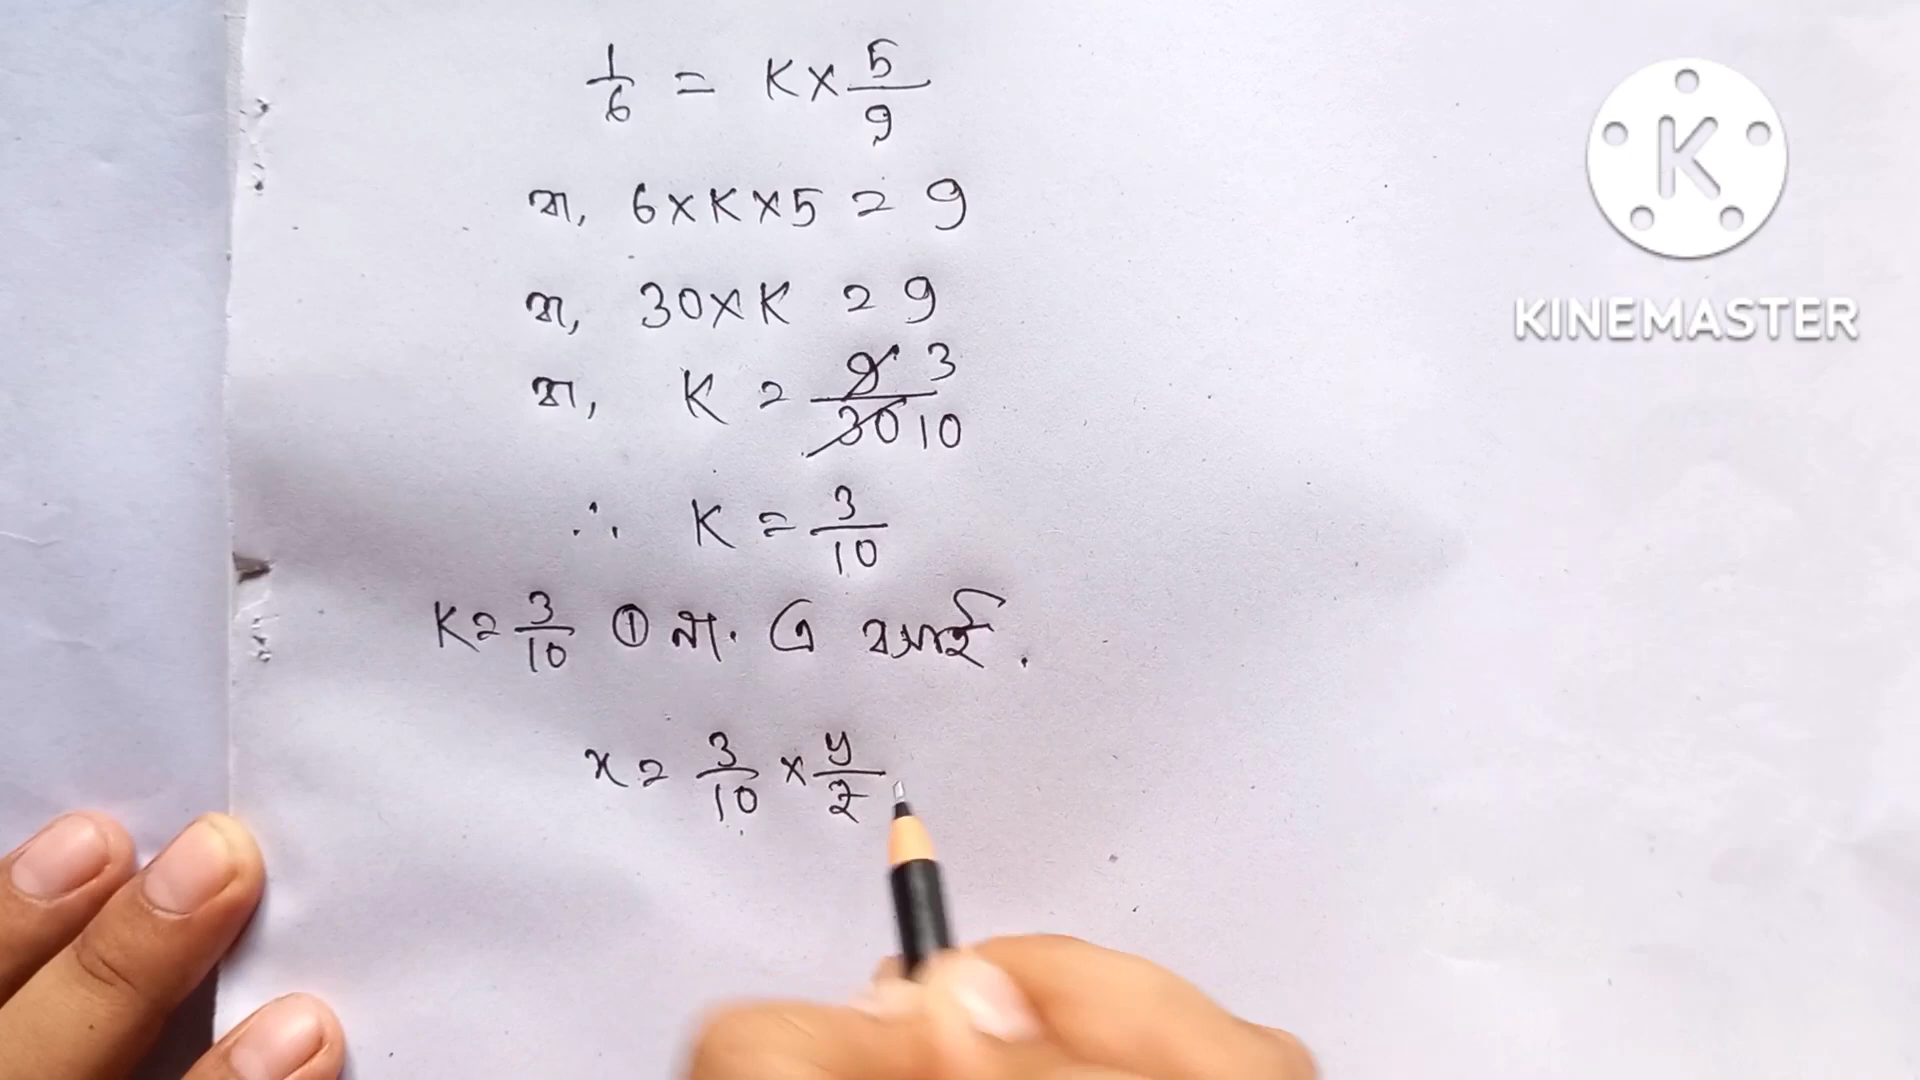 1/6 = K × 5/9
বা, 6×K×5 = 9
বা, 30×K = 9
বা, K = 9/30 3/10
∴ K = 3/10
K = 3/10 ① নং এ বসাই.
x = 3/10 × y/z
K
KINEMASTER